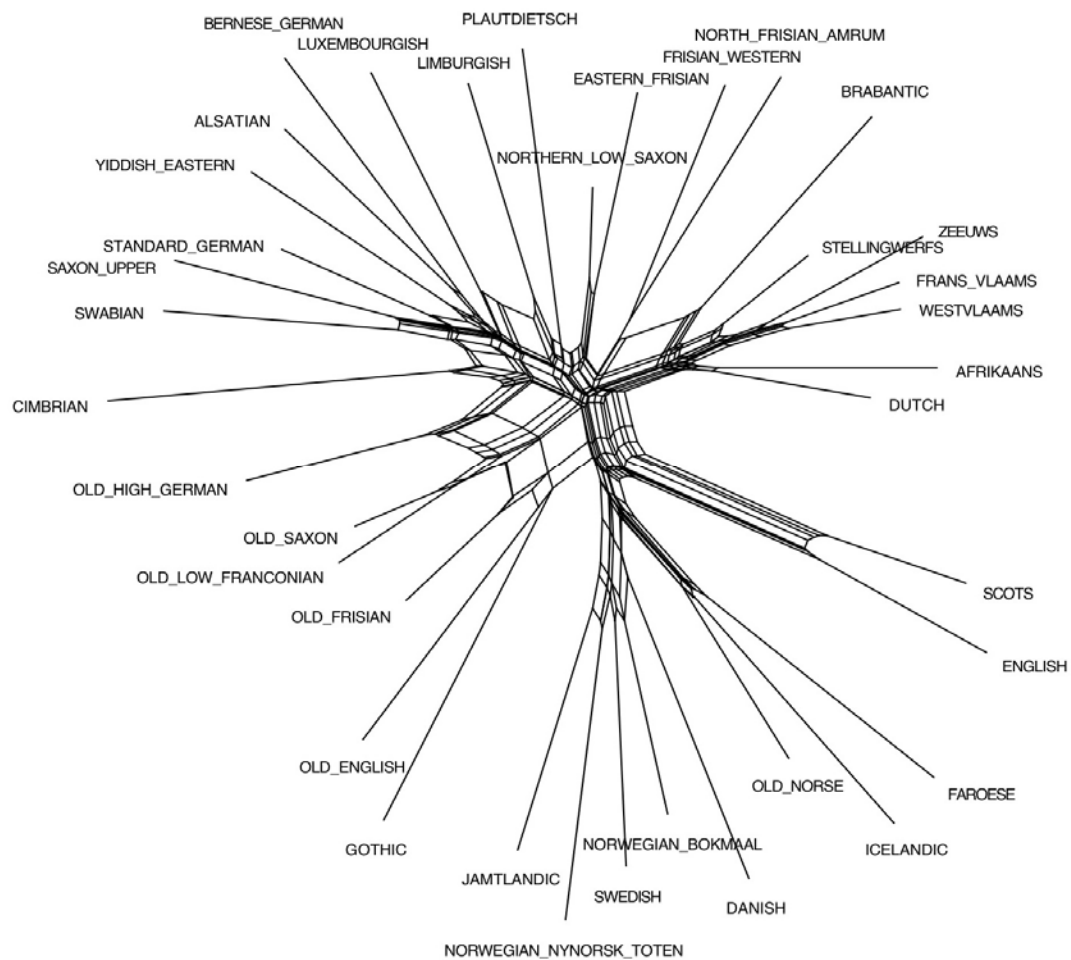 PLAUTDIETSCH
BERNESE_GERMAN
NORTH_FRISIAN_AMRUM
LUXEMBOURGISH
FRISIAN_WESTERN
LIMBURGISH
EASTERN_FRISIAN
BRABANTIC
ALSATIAN
NORTHERN_LOW_SAXON
YIDDISH_EASTERN
ZEEUWS
STANDARD_GERMAN
STELLINGWERFS
SAXON_UPPER
FRANS_VLAAMS
SWABIAN
WESTVLAAMS
AFRIKAANS
CIMBRIAN
DUTCH
OLD_HIGH_GERMAN
OLD_SAXON
OLD_LOW_FRANCONIAN
SCOTS
OLD_FRISIAN
ENGLISH
OLD_ENGLISH
OLD_NORSE
FAROESE
NORWEGIAN_BOKMAAL
GOTHIC
ICELANDIC
JAMTLANDIC
SWEDISH
DANISH
NORWEGIAN_NYNORSK_TOTEN